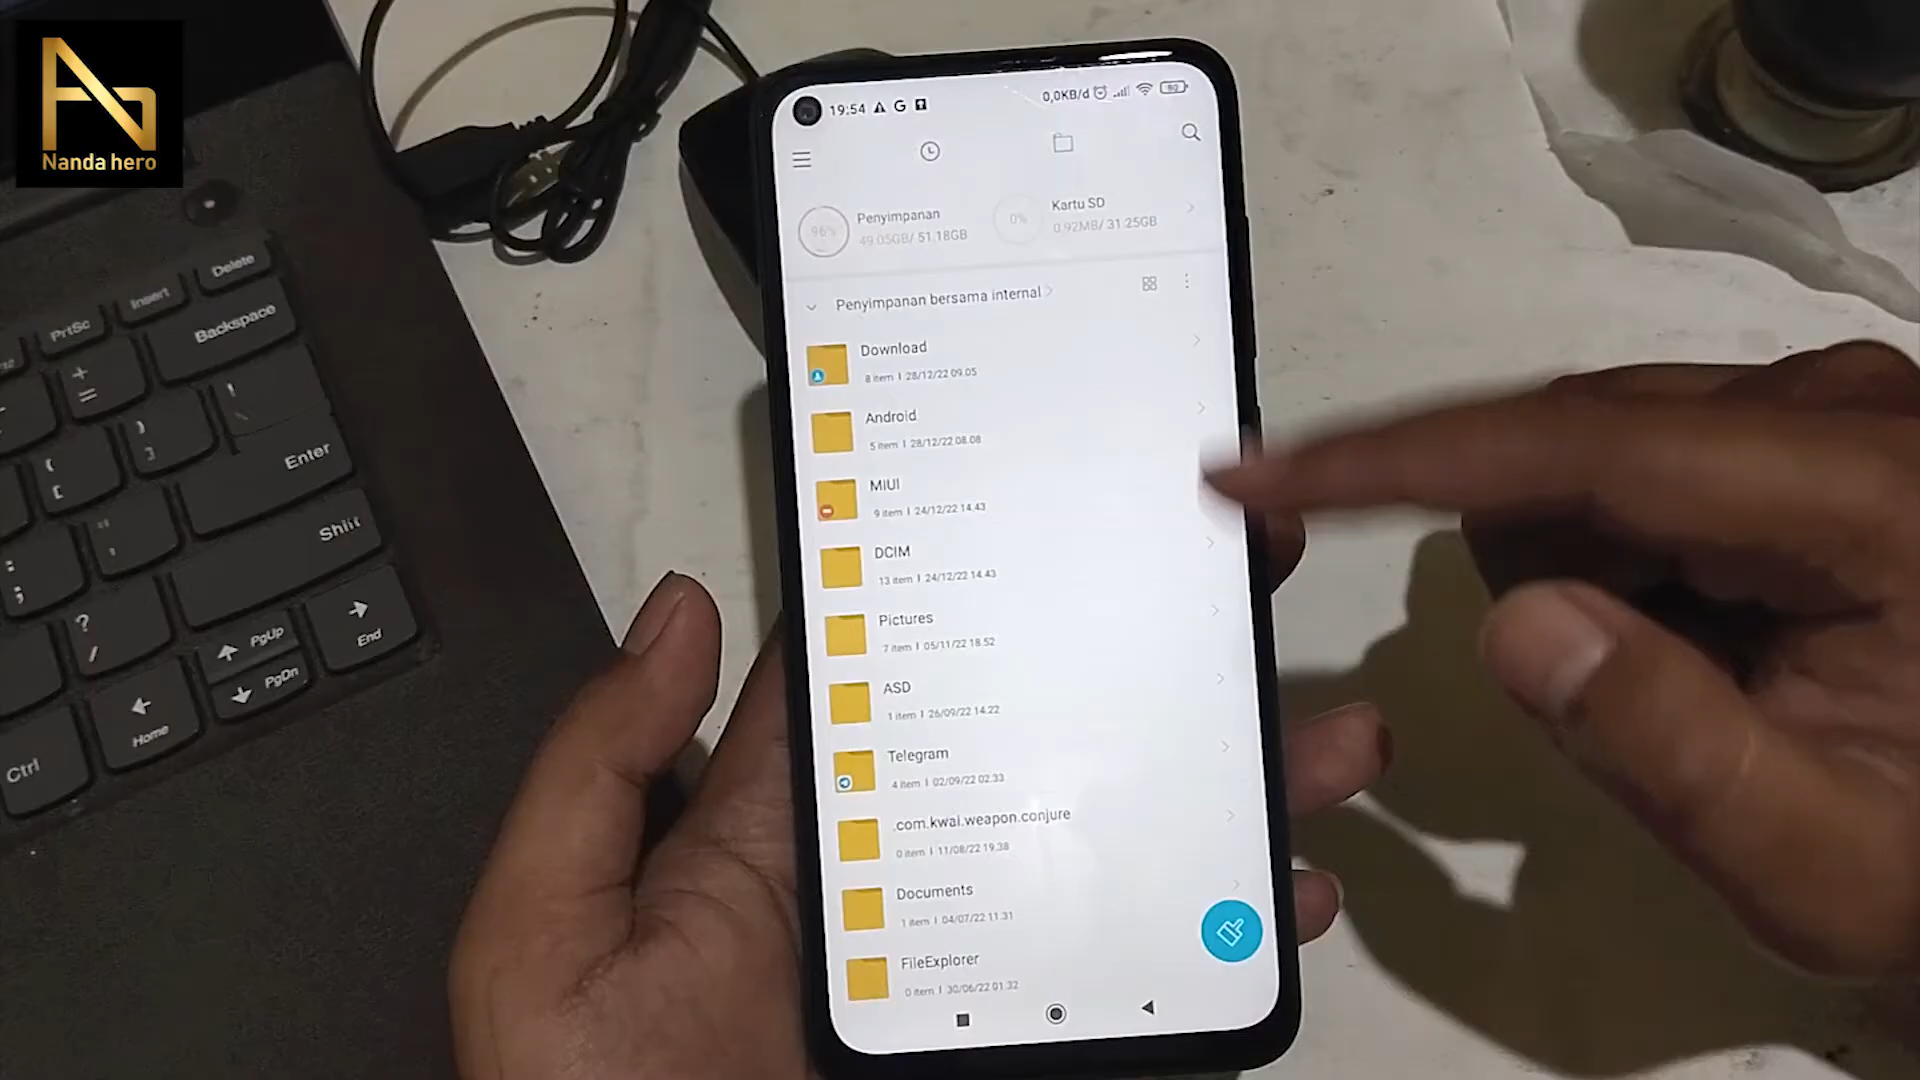 Nanda hero
19:54 G 0,0KB/d 80
96% Penyimpanan
49.05GB/ 51.18GB
0% Kartu SD
0.92MB/ 31.25GB
Penyimpanan bersama internal
Download
8 item | 28/12/22 09.05
Android
5 item | 28/12/22 08.08
MIUI
9 item | 24/12/22 14.43
DCIM
13 item | 24/12/22 14.43
Pictures
7 item | 05/11/22 18.52
ASD
1 item | 26/09/22 14.22
Telegram
4 item | 02/09/22 02.33
.com.kwai.weapon.conjure
0 item | 11/08/22 19.38
Documents
1 item | 04/07/22 11.31
FileExplorer
0 item | 30/06/22 01.32
PrtSc
Insert
Delete
+
=
Backspace
{
[
}
]
|
\
Enter
:
;
"
'
Shift
?
/
PgUp
PgDn
Home
End
Ctrl